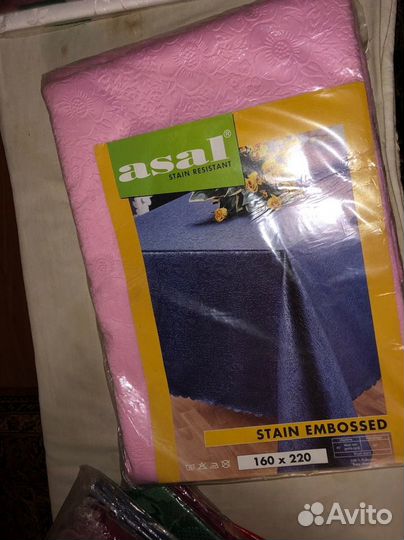 asal®
STAIN RESISTANT
STAIN EMBOSSED
160 x 220
Avito